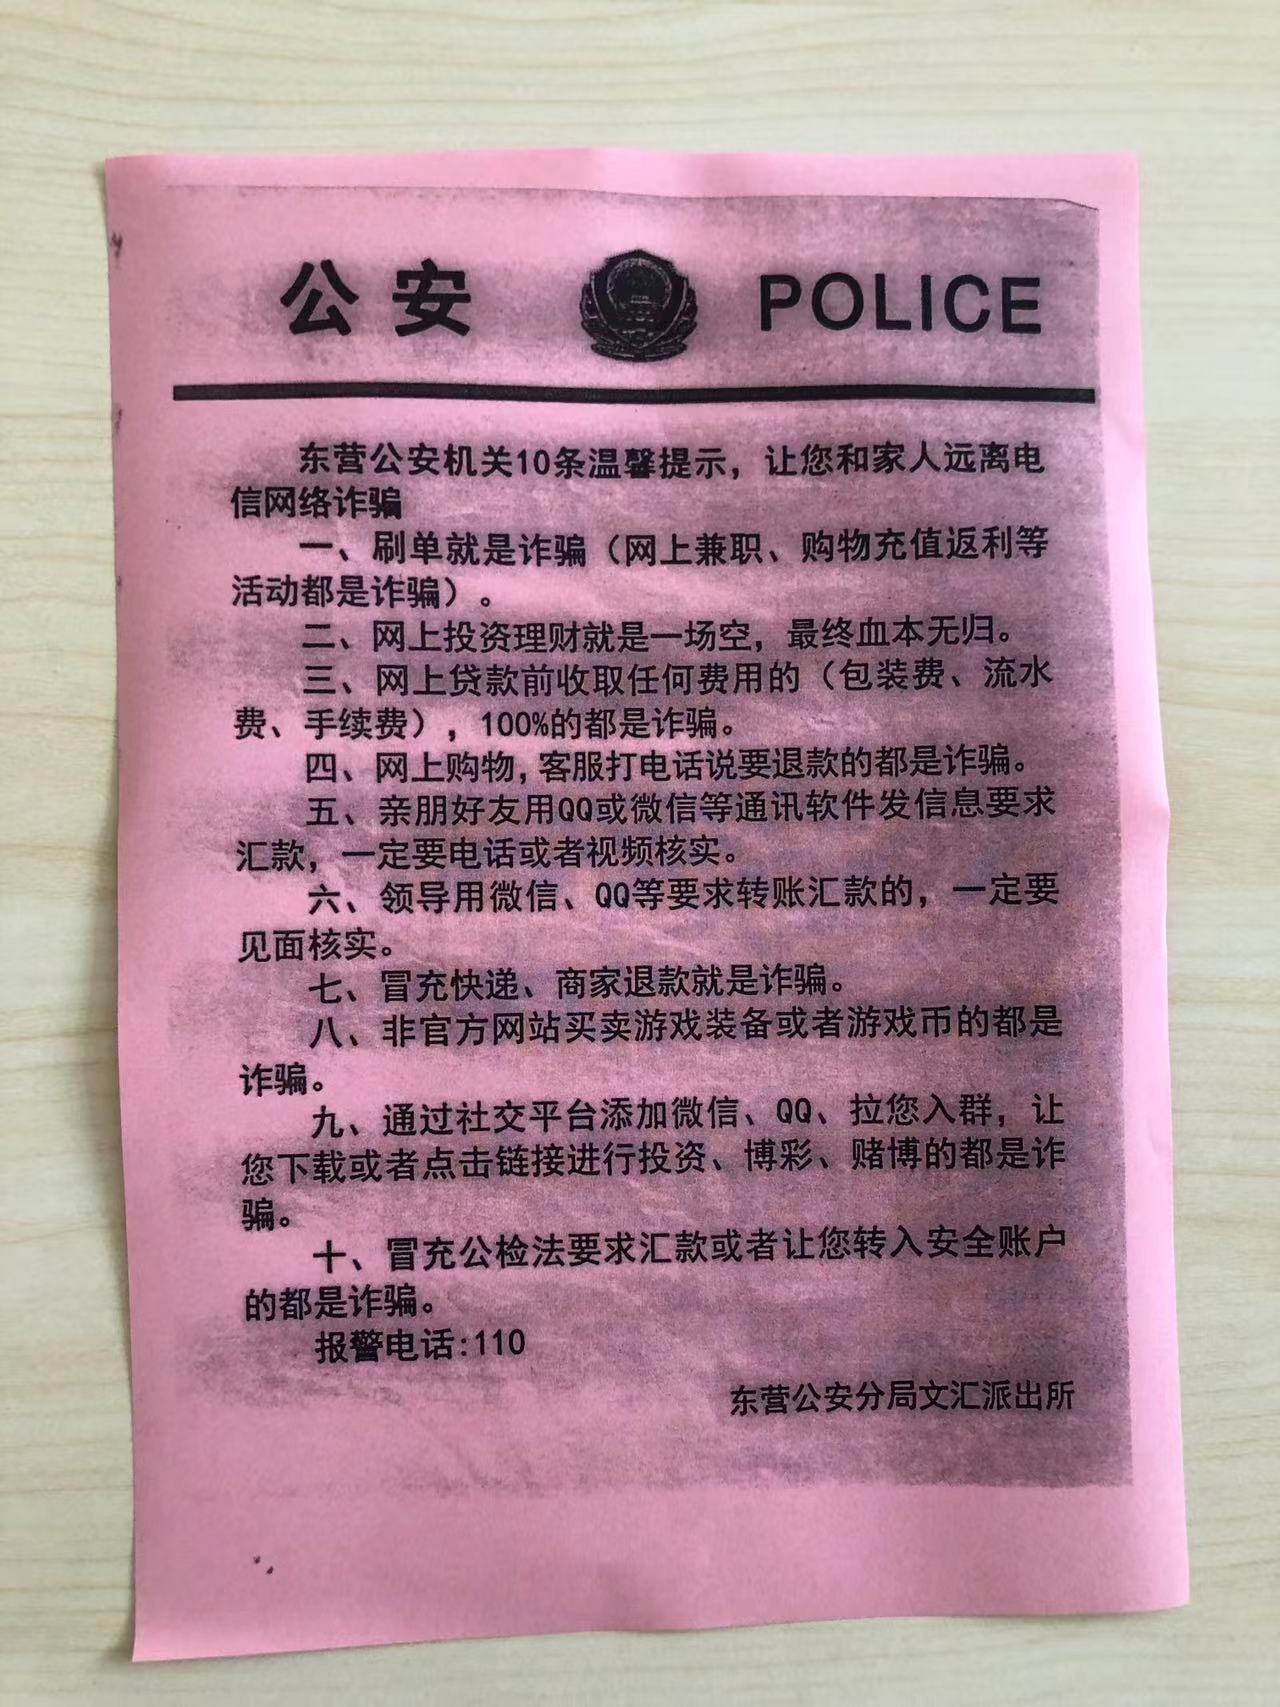 公安 POLICE
东营公安机关10条温馨提示，让您和家人远离电
信网络诈骗
一、刷单就是诈骗（网上兼职、购物充值返利等
活动都是诈骗）。
二、网上投资理财就是一场空，最终血本无归。
三、网上贷款前收取任何费用的（包装费、流水
费、手续费），100%的都是诈骗。
四、网上购物，客服打电话说要退款的都是诈骗。
五、亲朋好友用QQ或微信等通讯软件发信息要求
汇款，一定要电话或者视频核实。
六、领导用微信、QQ等要求转账汇款的，一定要
见面核实。
七、冒充快递、商家退款就是诈骗。
八、非官方网站买卖游戏装备或者游戏币的都是
诈骗。
九、通过社交平台添加微信、QQ、拉您入群，让
您下载或者点击链接进行投资、博彩、赌博的都是诈
骗。
十、冒充公检法要求汇款或者让您转入安全账户
的都是诈骗。
报警电话:110
东营公安分局文汇派出所